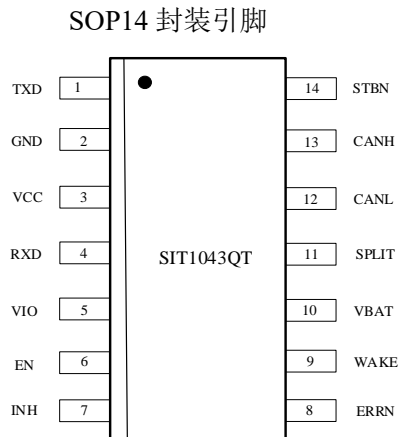 SOP14 封装引脚
TXD 1 14 STBN
GND 2 13 CANH
VCC 3 12 CANL
RXD 4 11 SPLIT
SIT1043QT
VIO 5 10 VBAT
EN 6 9 WAKE
INH 7 8 ERRN